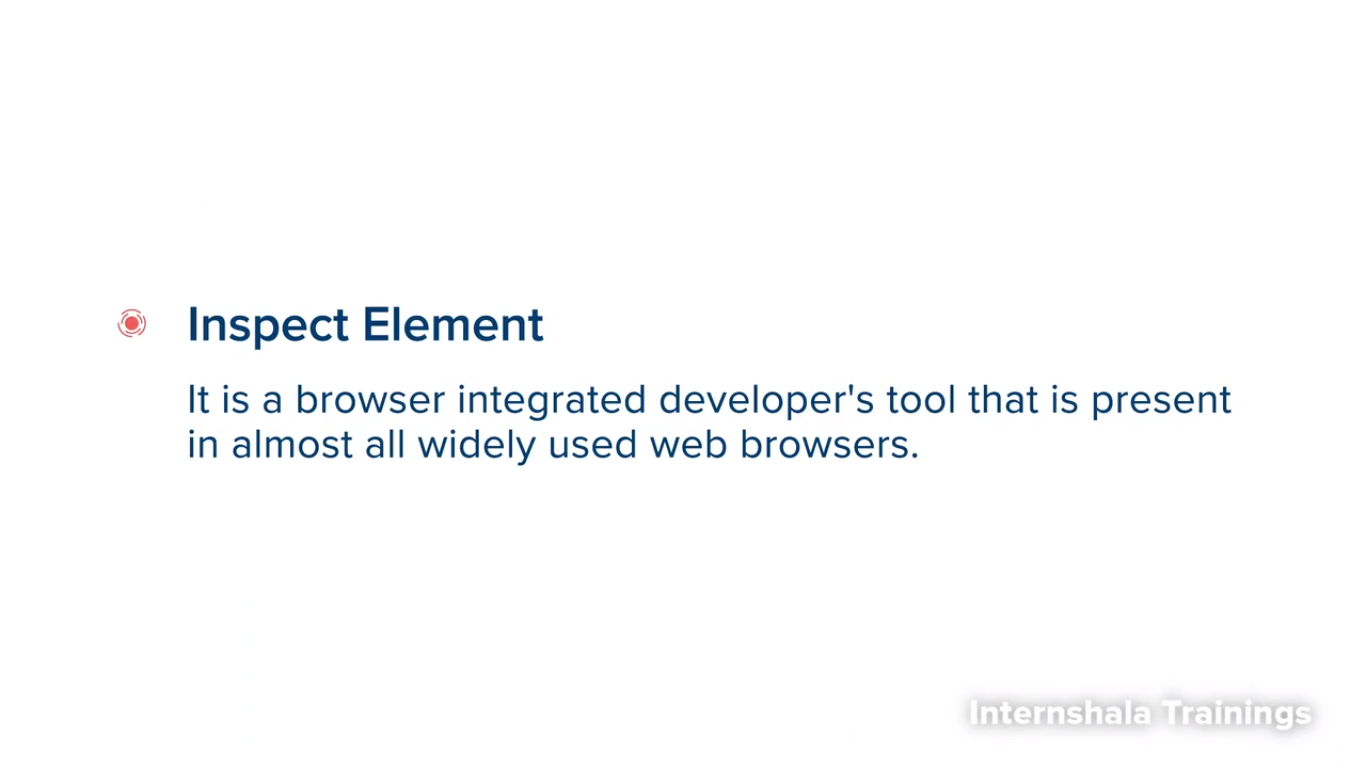 Inspect Element
It is a browser integrated developer's tool that is present
in almost all widely used web browsers.
Internshala Trainings